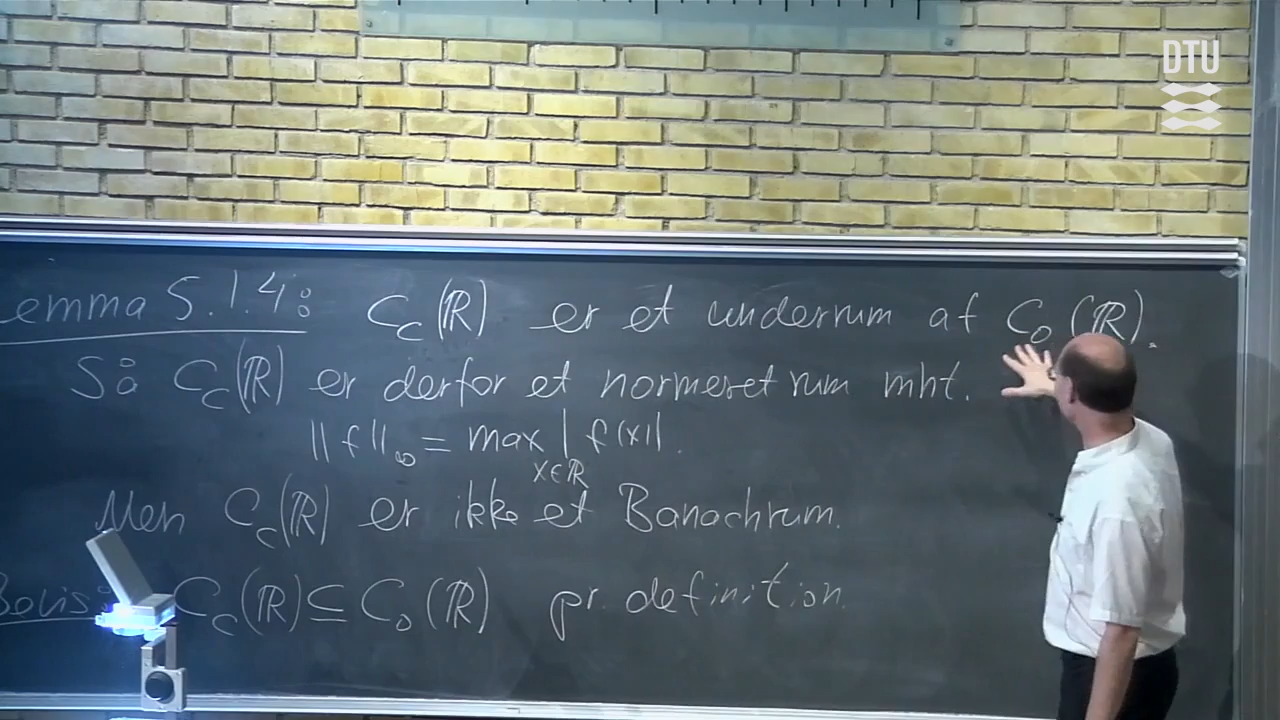 DTU
emma 5.1.4: C_c(ℝ) er et underrum af C_0(ℝ).
Så C_c(ℝ) er derfor et normeret rum mht.
||f||_∞ = max_{x∈ℝ} |f(x)|.
Men C_c(ℝ) er ikke et Banachrum.
Bevis: C_c(ℝ) ⊆ C_0(ℝ) pr. definition.